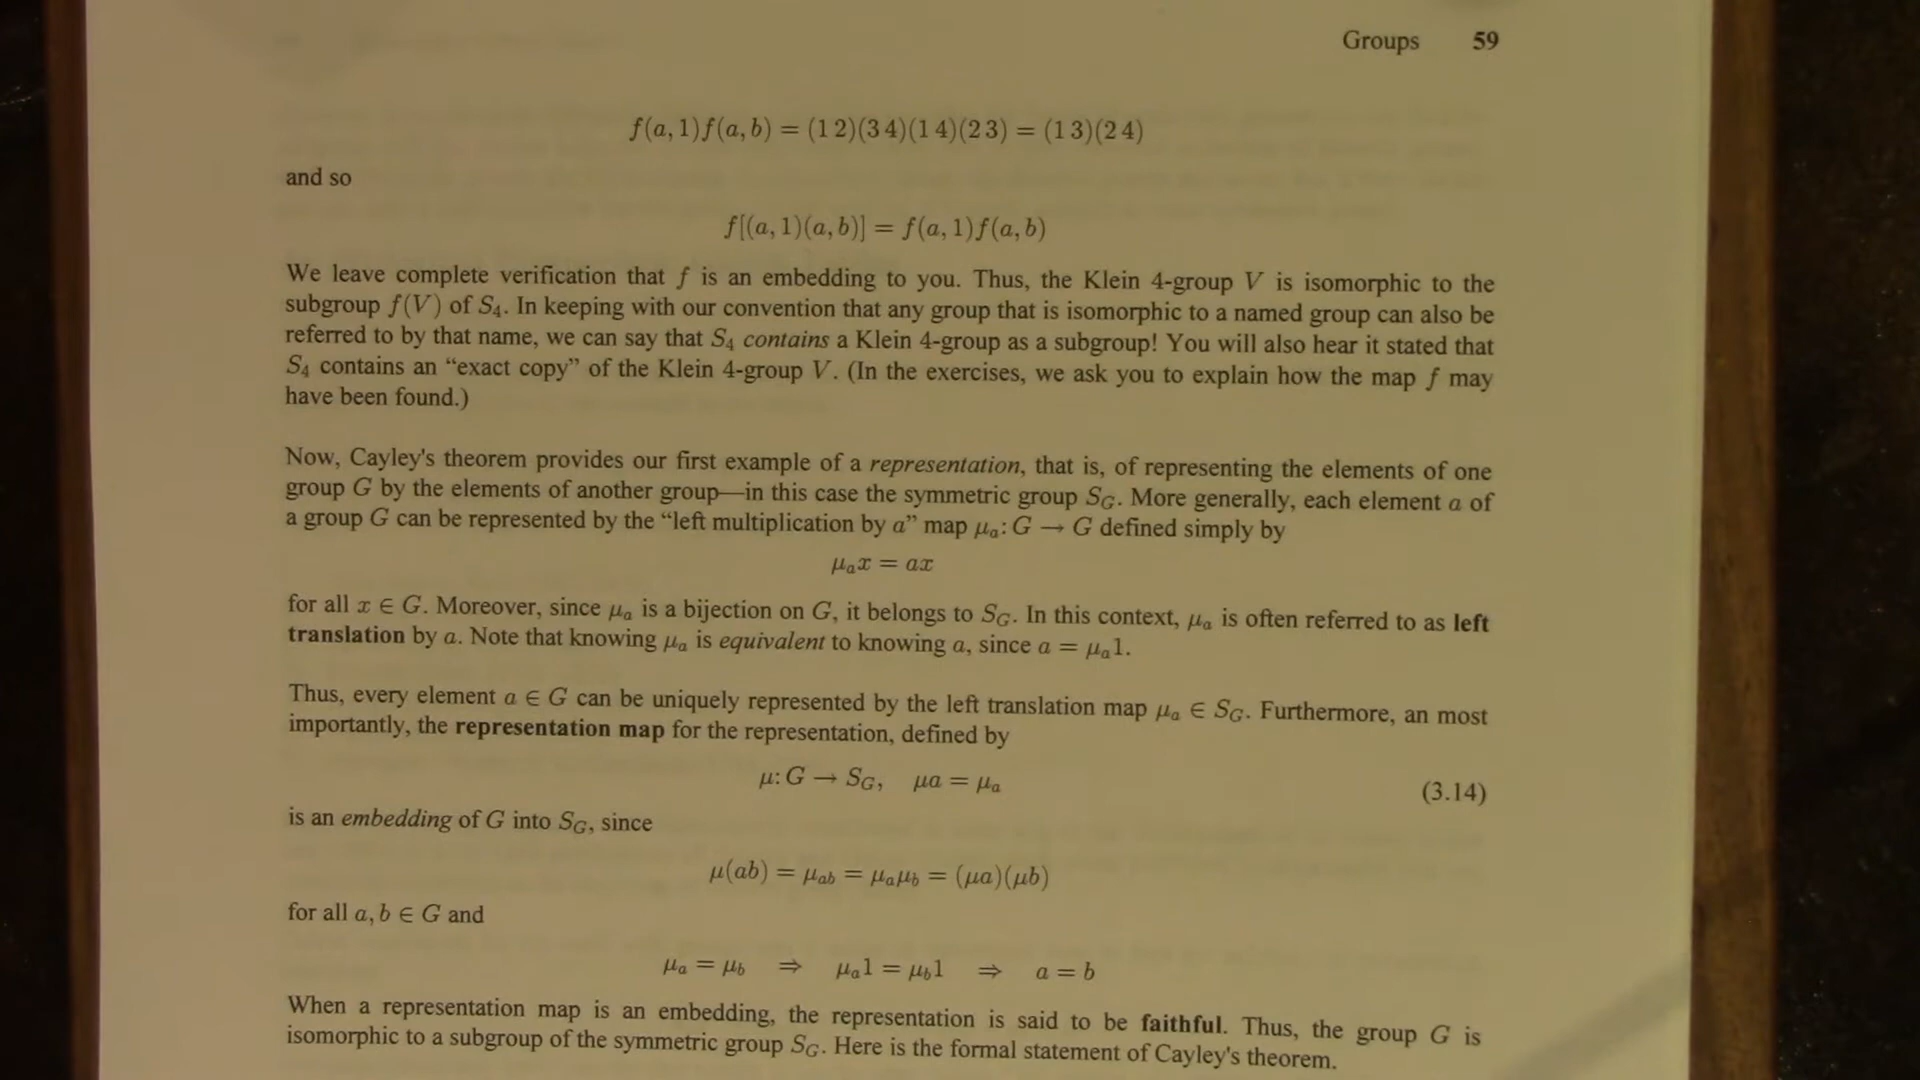 Groups 59
f(a, 1)f(a, b) = (1 2)(3 4)(1 4)(2 3) = (1 3)(2 4)
and so
f[(a, 1)(a, b)] = f(a, 1)f(a, b)
We leave complete verification that f is an embedding to you. Thus, the Klein 4-group V is isomorphic to the
subgroup f(V) of S₄. In keeping with our convention that any group that is isomorphic to a named group can also be
referred to by that name, we can say that S₄ contains a Klein 4-group as a subgroup! You will also hear it stated that
S₄ contains an “exact copy” of the Klein 4-group V. (In the exercises, we ask you to explain how the map f may
have been found.)
Now, Cayley's theorem provides our first example of a representation, that is, of representing the elements of one
group G by the elements of another group—in this case the symmetric group S_G. More generally, each element a of
a group G can be represented by the “left multiplication by a” map μₐ: G → G defined simply by
μₐx = ax
for all x ∈ G. Moreover, since μₐ is a bijection on G, it belongs to S_G. In this context, μₐ is often referred to as left
translation by a. Note that knowing μₐ is equivalent to knowing a, since a = μₐ1.
Thus, every element a ∈ G can be uniquely represented by the left translation map μₐ ∈ S_G. Furthermore, an most
importantly, the representation map for the representation, defined by
μ: G → S_G, μa = μₐ (3.14)
is an embedding of G into S_G, since
μ(ab) = μ_ab = μ_aμ_b = (μa)(μb)
for all a, b ∈ G and
μ_a = μ_b ⇒ μ_a1 = μ_b1 ⇒ a = b
When a representation map is an embedding, the representation is said to be faithful. Thus, the group G is
isomorphic to a subgroup of the symmetric group S_G. Here is the formal statement of Cayley's theorem.